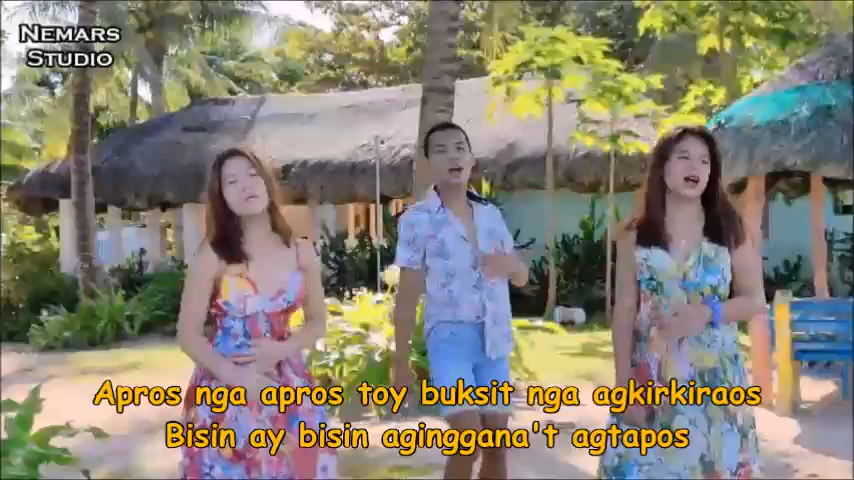 NEMARS
STUDIO
Apros nga apros toy buksit nga agkirkiraos
Bisin ay bisin aginggana't agtapos